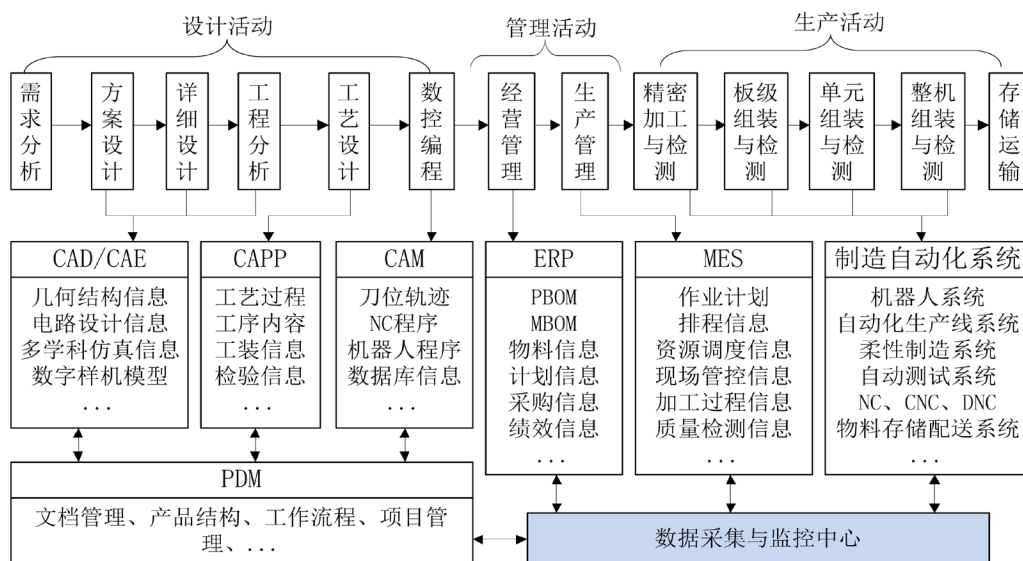 设计活动
管理活动
生产活动
需求分析
方案设计
详细设计
工程分析
工艺设计
数控编程
经营管理
生产管理
精密加工与检测
板级组装与检测
单元组装与检测
整机组装与检测
存储运输
CAD/CAE
几何结构信息
电路设计信息
多学科仿真信息
数字样机模型
...
CAPP
工艺过程
工序内容
工装信息
检验信息
...
CAM
刀位轨迹
NC程序
机器人程序
数据库信息
...
ERP
PBOM
MBOM
物料信息
计划信息
采购信息
绩效信息
...
MES
作业计划
排程信息
资源调度信息
现场管控信息
加工过程信息
质量检测信息
...
制造自动化系统
机器人系统
自动化生产线系统
柔性制造系统
自动测试系统
NC、CNC、DNC
物料存储配送系统
...
PDM
文档管理、产品结构、工作流程、项目管
理、...
数据采集与监控中心